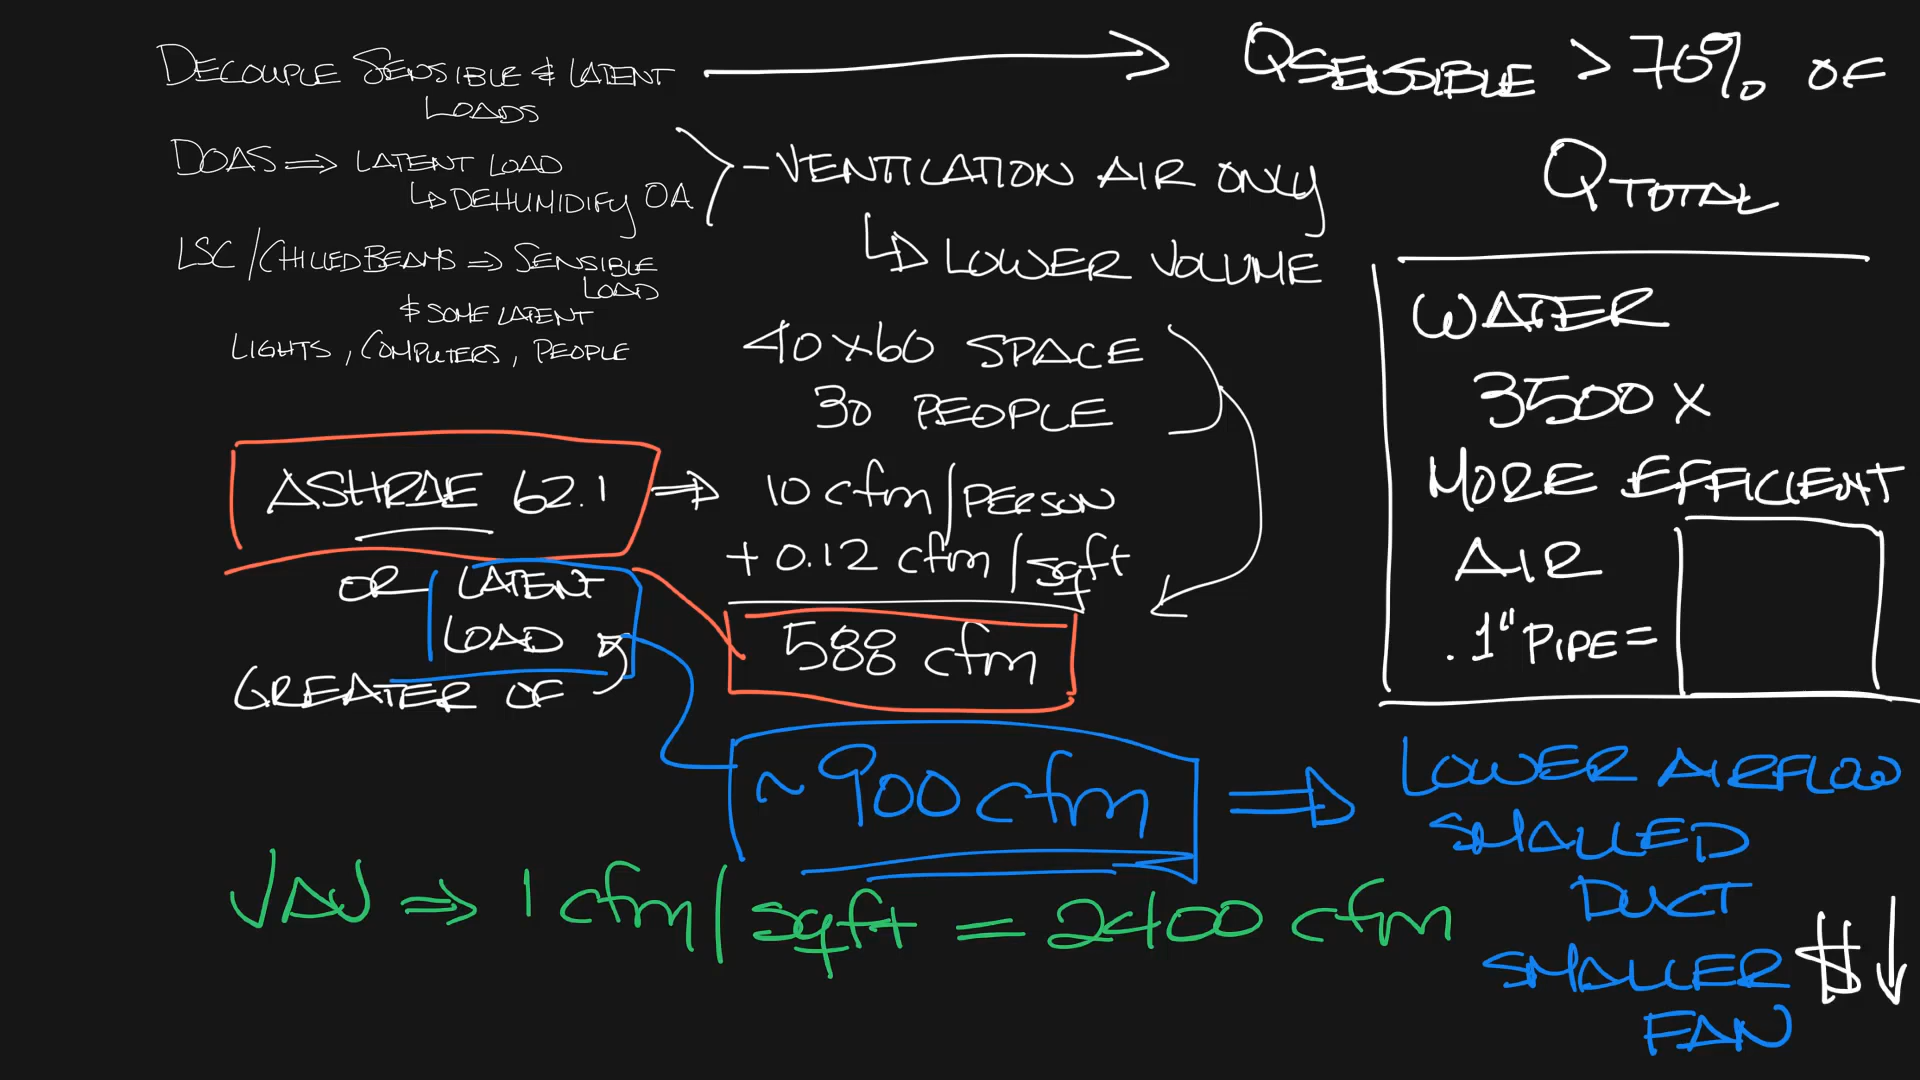 DECOUPLE SENSIBLE & LATENT
LOADS
DOAS ⇒ LATENT LOAD
↳ DEHUMIDIFY OA
LSC/CHILLED BEAMS ⇒ SENSIBLE
LOAD
& SOME LATENT
LIGHTS, COMPUTERS, PEOPLE
- VENTILATION AIR ONLY
↳ LOWER VOLUME
40x60 SPACE
30 PEOPLE
ASHRAE 62.1 ⇒ 10 cfm/PERSON
+ 0.12 cfm/sqft
588 cfm
OR LATENT
LOAD
GREATER OF
~900 cfm ⇒
VAV ⇒ 1 cfm/sqft = 2400 cfm
QSENSIBLE > 70% OF
QTOTAL
WATER
3500 x
MORE EFFICIENT
AIR
. 1" PIPE =
LOWER AIRFLOW
SMALLED
DUCT
SMALLER
FAN
$↓